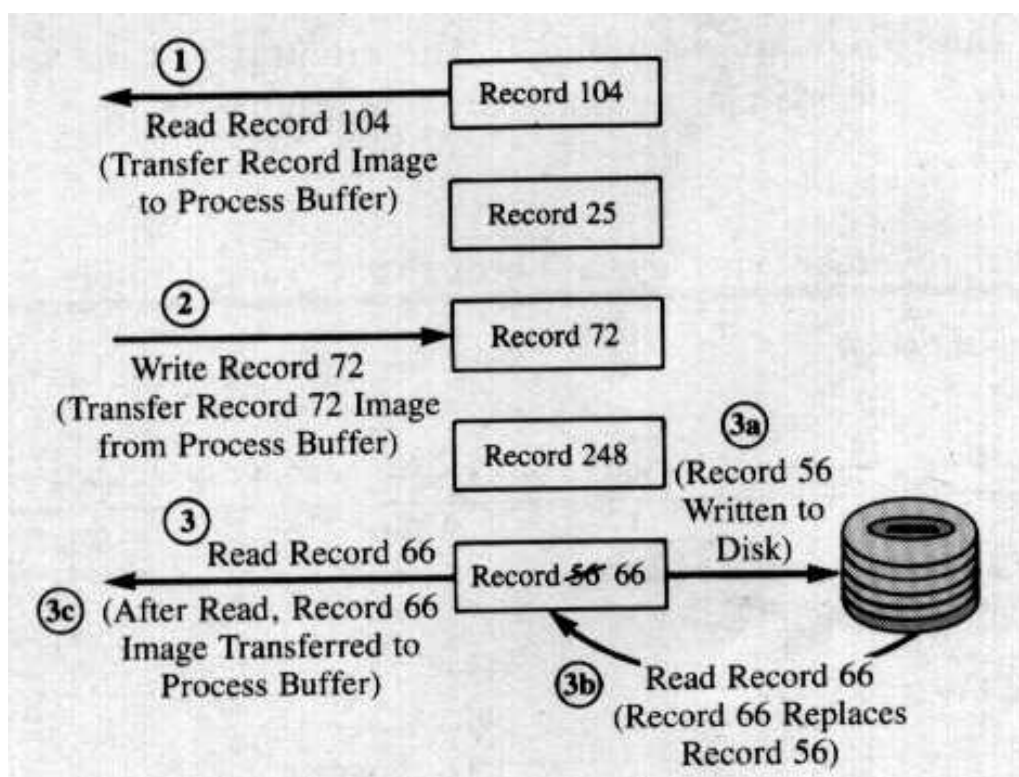 1
Record 104
Read Record 104
(Transfer Record Image
to Process Buffer)
Record 25
2
Record 72
Write Record 72
(Transfer Record 72 Image
from Process Buffer)
Record 248
3a
(Record 56
Written to
Disk)
3
Read Record 66
Record 56 66
3c (After Read, Record 66
Image Transferred to
Process Buffer)
3b Read Record 66
(Record 66 Replaces
Record 56)